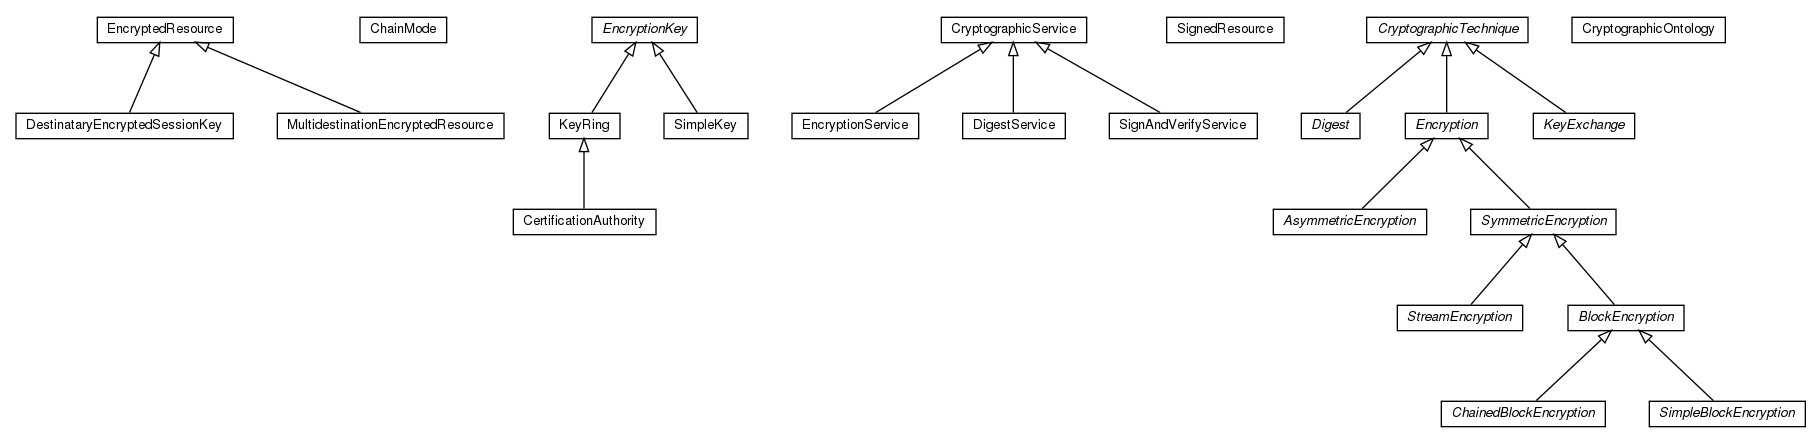 EncryptedResource
ChainMode
EncryptionKey
CryptographicService
SignedResource
CryptographicTechnique
CryptographicOntology
DestinataryEncryptedSessionKey
MultidestinationEncryptedResource
KeyRing
SimpleKey
EncryptionService
DigestService
SignAndVerifyService
Digest
Encryption
KeyExchange
CertificationAuthority
AsymmetricEncryption
SymmetricEncryption
StreamEncryption
BlockEncryption
ChainedBlockEncryption
SimpleBlockEncryption